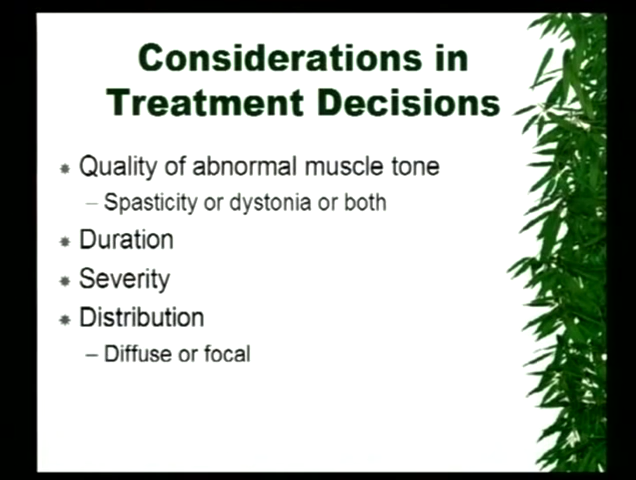 Considerations in
Treatment Decisions
Quality of abnormal muscle tone
– Spasticity or dystonia or both
Duration
Severity
Distribution
– Diffuse or focal